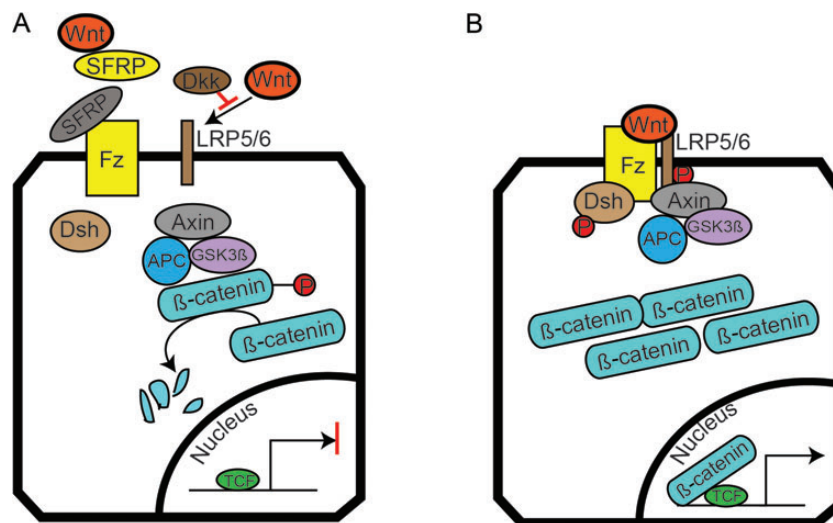 A
Wnt
SFRP
Dkk
Wnt
SFRP
LRP5/6
Fz
Dsh
Axin
APC
GSK3ß
ß-catenin
P
ß-catenin
Nucleus
TCF
B
Wnt
LRP5/6
Fz
P
Dsh
Axin
P
APC
GSK3ß
ß-catenin
ß-catenin
ß-catenin
ß-catenin
Nucleus
ß-catenin
TCF